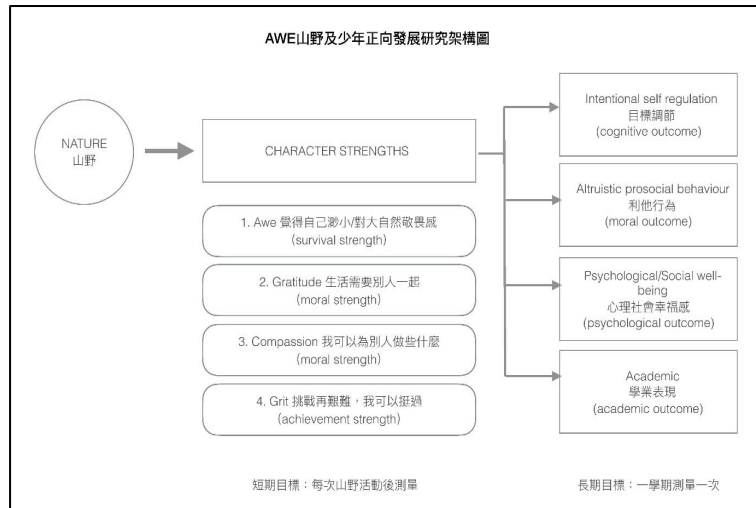 AWE山野及少年正向發展研究架構圖
NATURE
山野
CHARACTER STRENGTHS
1. Awe 覺得自己渺小/對大自然敬畏感
(survival strength)
2. Gratitude 生活需要別人一起
(moral strength)
3. Compassion 我可以為別人做些什麼
(moral strength)
4. Grit 挑戰再艱難，我可以挺過
(achievement strength)
短期目標：每次山野活動後測量
Intentional self regulation
目標調節
(cognitive outcome)
Altruistic prosocial behaviour
利他行為
(moral outcome)
Psychological/Social well-
being
心理社會幸福感
(psychological outcome)
Academic
學業表現
(academic outcome)
長期目標：一學期測量一次